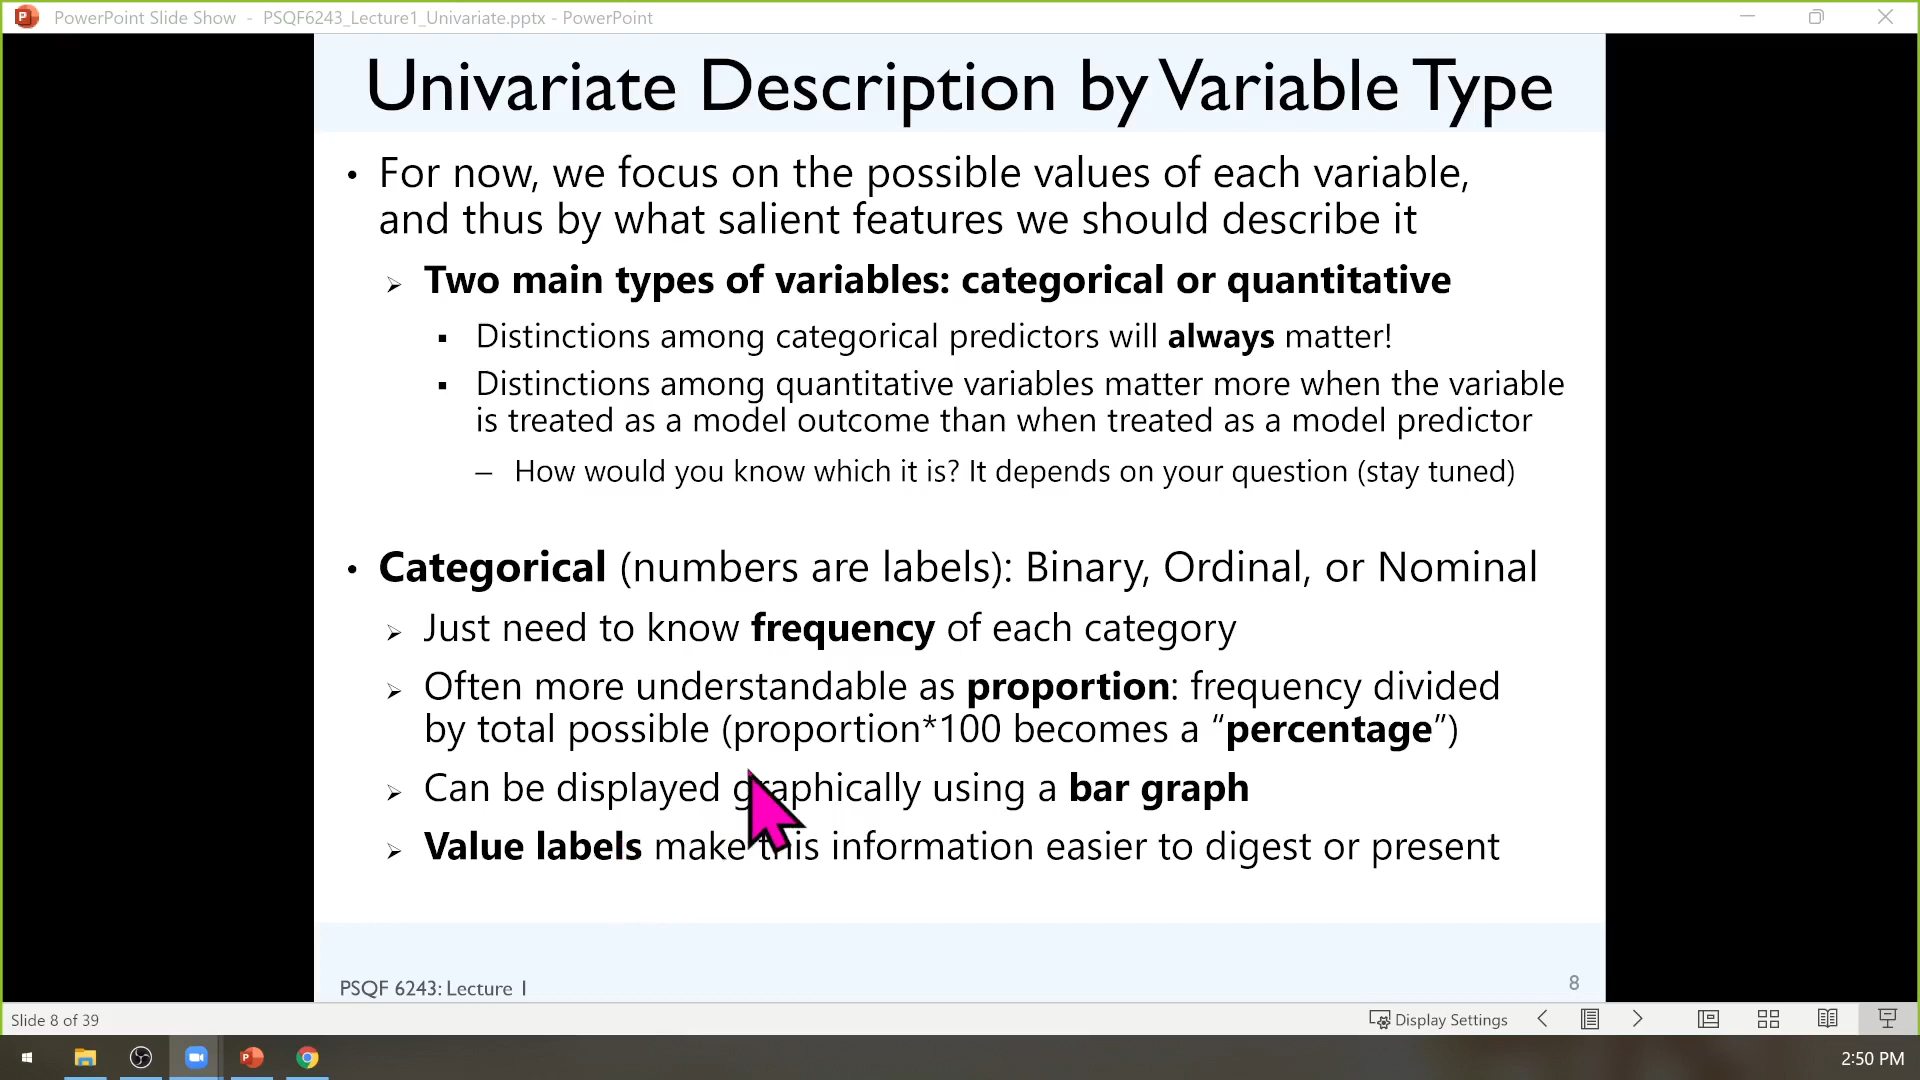 PowerPoint Slide Show - PSQF6243_Lecture1_Univariate.pptx - PowerPoint
Univariate Description by Variable Type
• For now, we focus on the possible values of each variable,
and thus by what salient features we should describe it
➢ Two main types of variables: categorical or quantitative
▪ Distinctions among categorical predictors will always matter!
▪ Distinctions among quantitative variables matter more when the variable
is treated as a model outcome than when treated as a model predictor
– How would you know which it is? It depends on your question (stay tuned)
• Categorical (numbers are labels): Binary, Ordinal, or Nominal
➢ Just need to know frequency of each category
➢ Often more understandable as proportion: frequency divided
by total possible (proportion*100 becomes a “percentage”)
➢ Can be displayed graphically using a bar graph
➢ Value labels make this information easier to digest or present
PSQF 6243: Lecture 1
8
Slide 8 of 39
Display Settings
2:50 PM